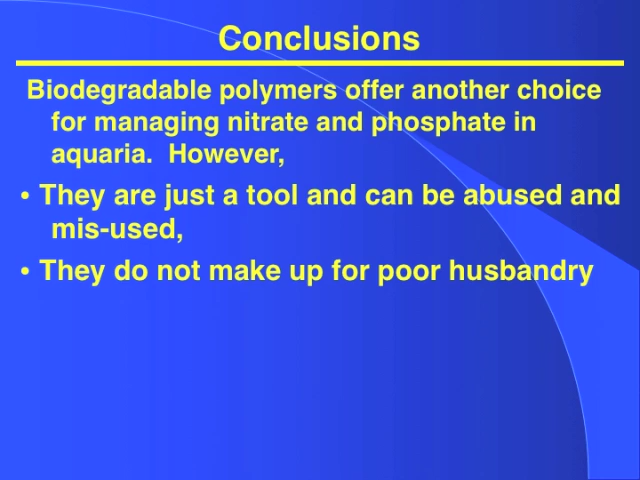 Conclusions
Biodegradable polymers offer another choice
for managing nitrate and phosphate in
aquaria.  However,
• They are just a tool and can be abused and
mis-used,
• They do not make up for poor husbandry